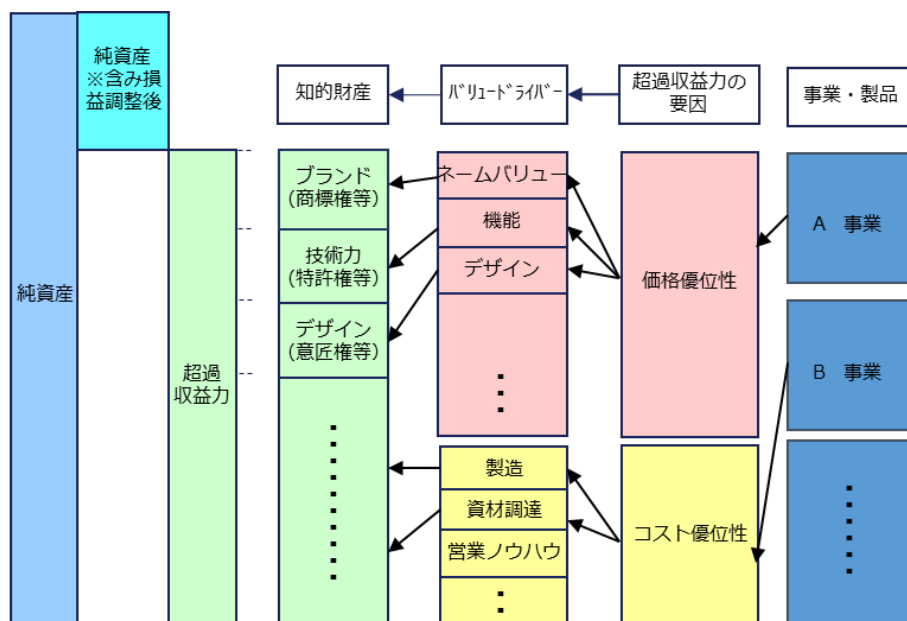 純資産
純資産
※含み損
益調整後
超過
収益力
知的財産
ブランド
(商標権等)
技術力
(特許権等)
デザイン
(意匠権等)
ﾊﾞﾘｭｰﾄﾞﾗｲﾊﾞｰ
ネームバリュー
機能
デザイン
製造
資材調達
営業ノウハウ
超過収益力の
要因
価格優位性
コスト優位性
事業・製品
A 事業
B 事業